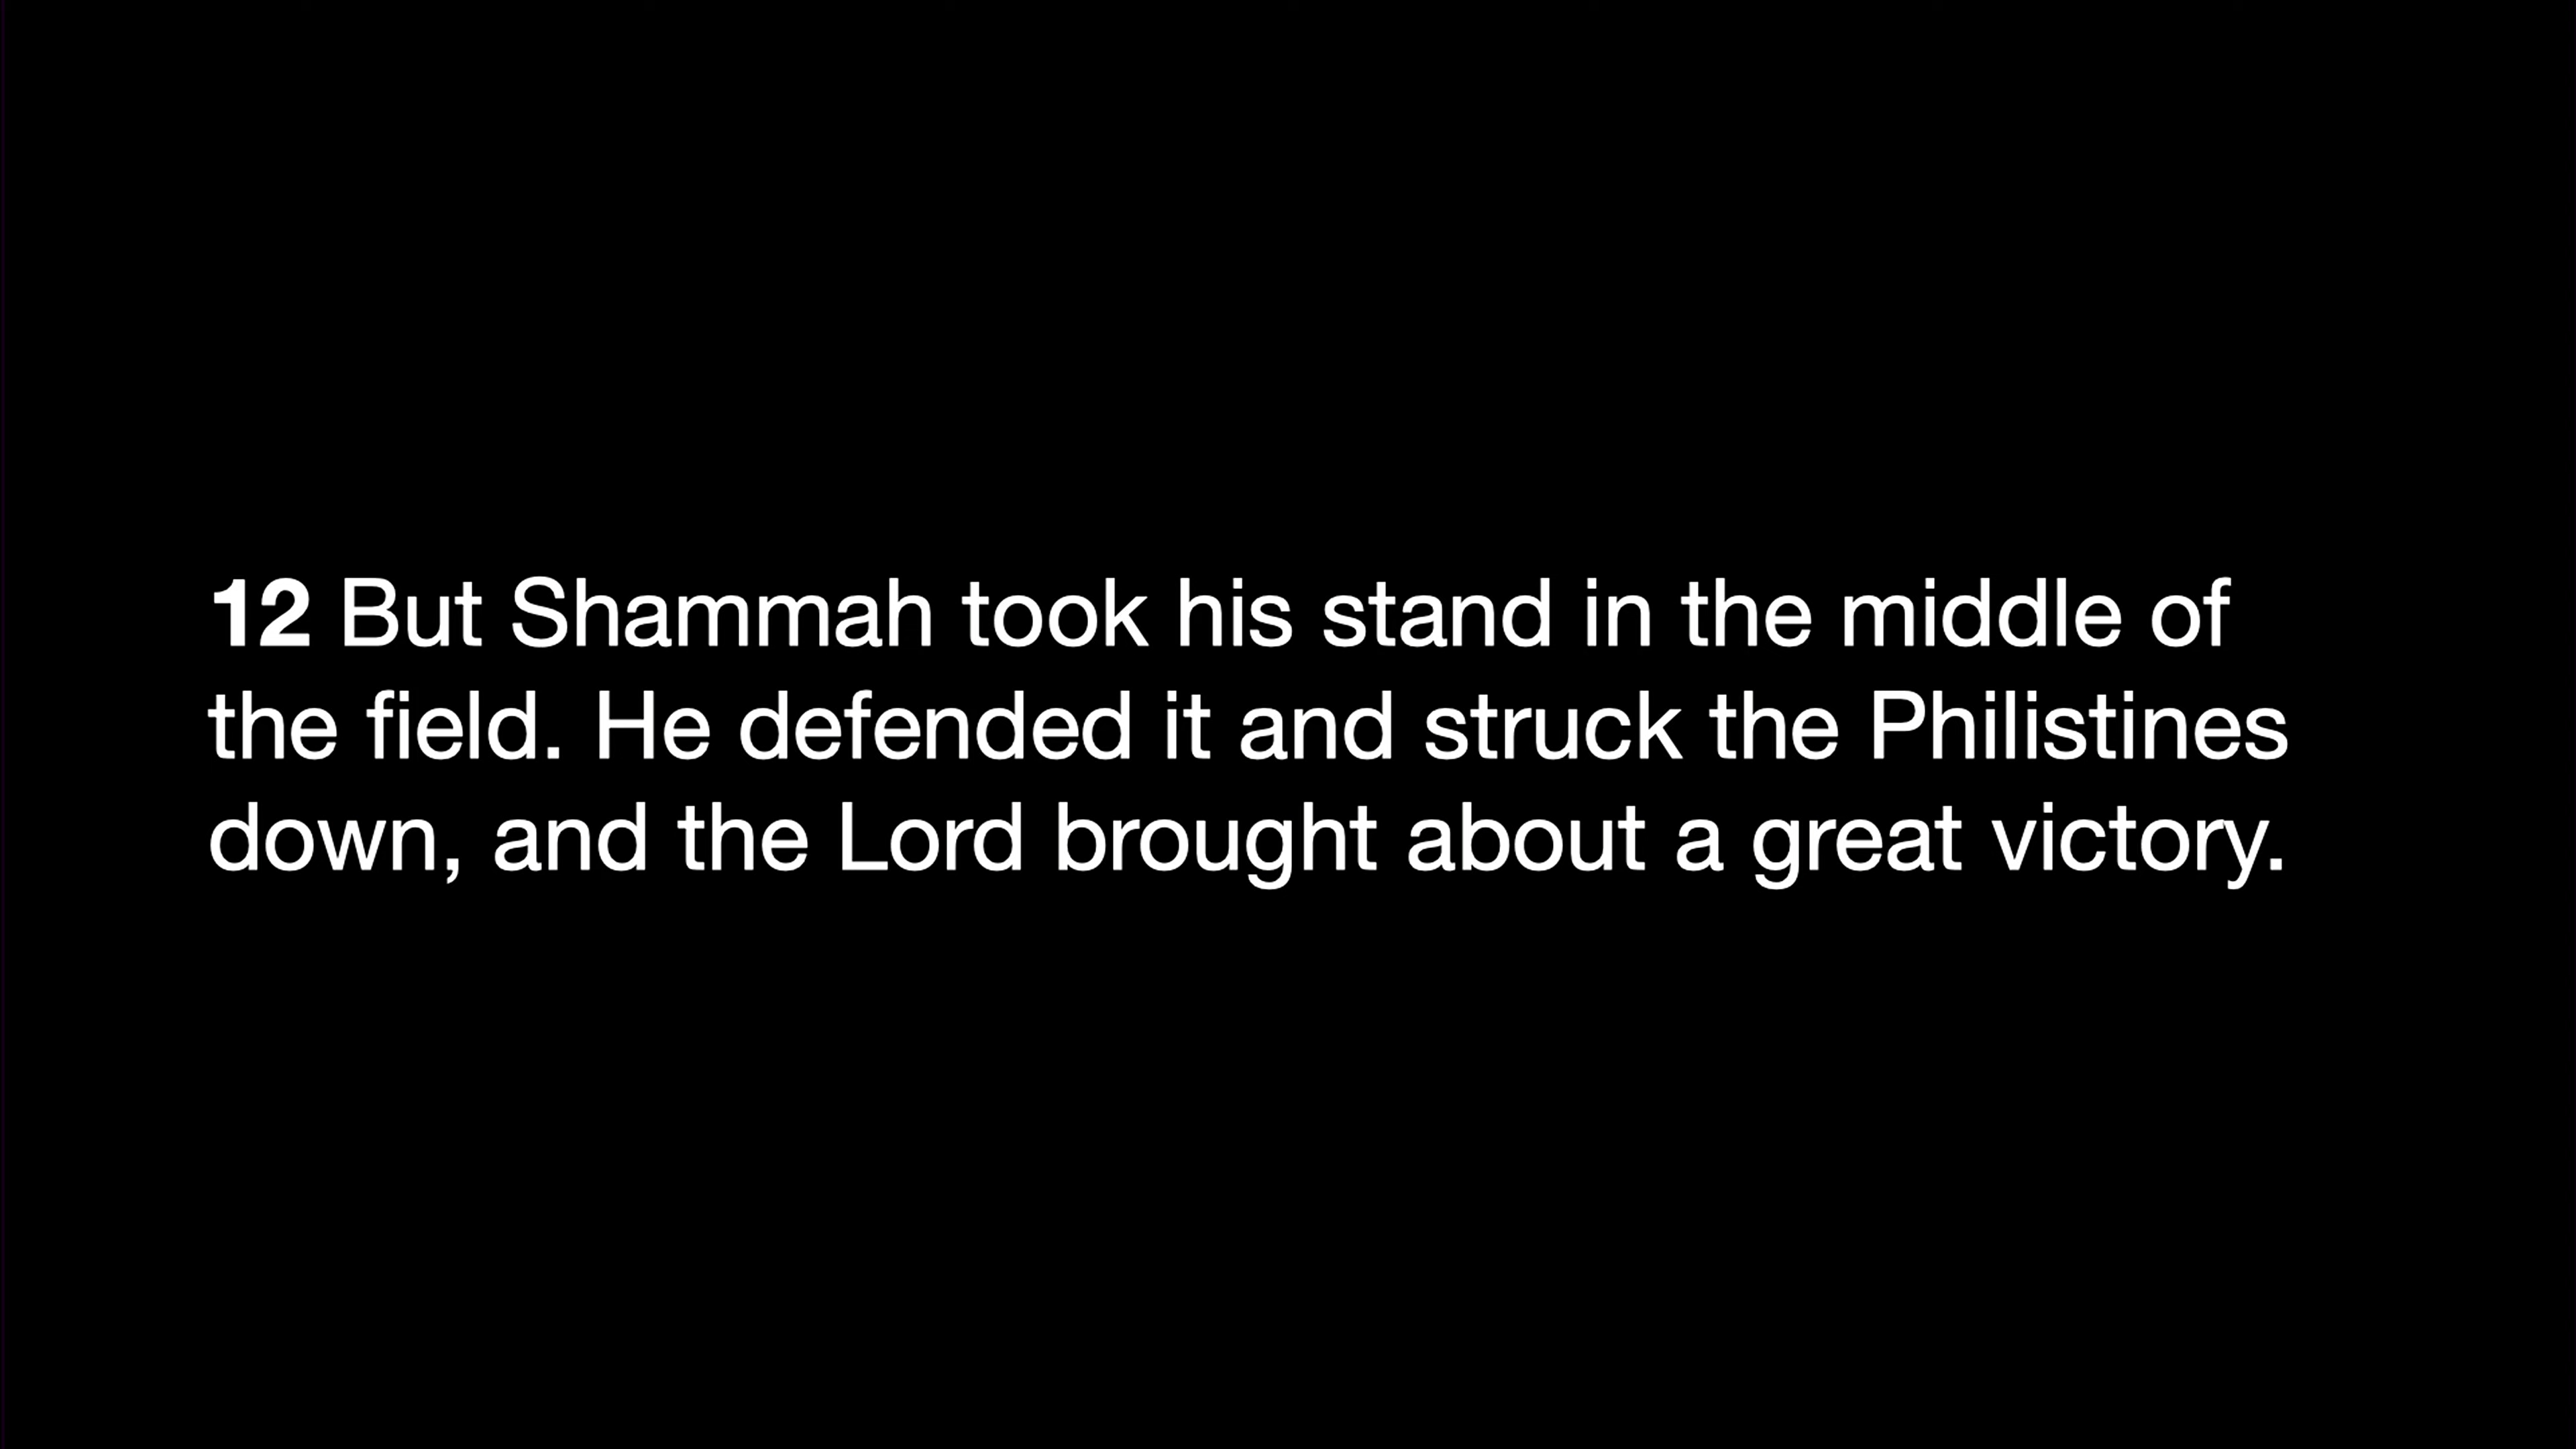 12 But Shammah took his stand in the middle of
the field. He defended it and struck the Philistines
down, and the Lord brought about a great victory.